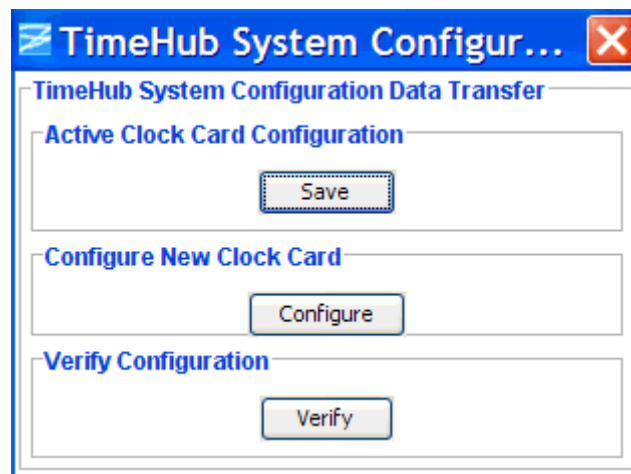 TimeHub System Configur...
TimeHub System Configuration Data Transfer
Active Clock Card Configuration
Save
Configure New Clock Card
Configure
Verify Configuration
Verify